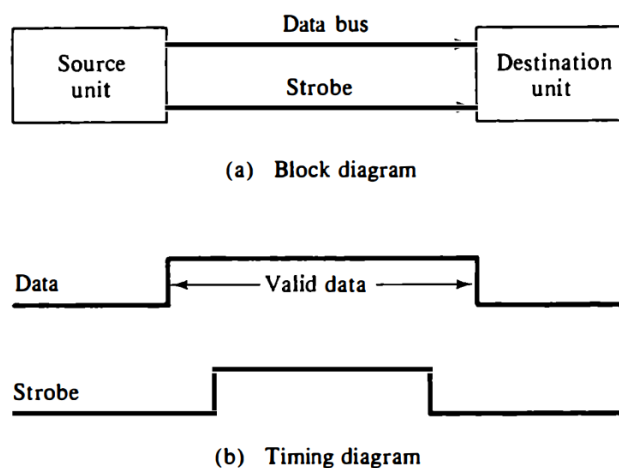 Data bus
Source
unit
Destination
unit
Strobe
(a) Block diagram
Data
Valid data
Strobe
(b) Timing diagram